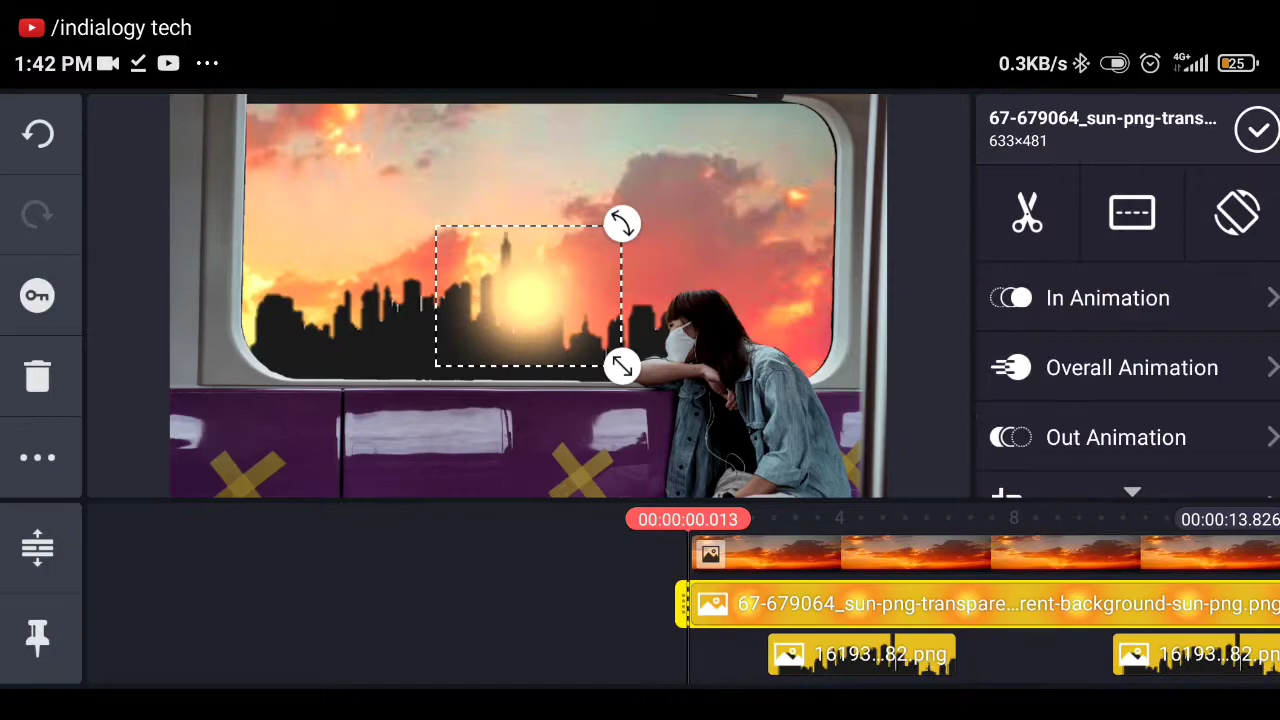 /indialogy tech
1:42 PM
0.3KB/s
4G+
25
67-679064_sun-png-trans...
633×481
In Animation
Overall Animation
Out Animation
00:00:00.013
4
8
00:00:13.826
67-679064_sun-png-transpare...rent-background-sun-png.png
16193...82.png
16193...82.pn